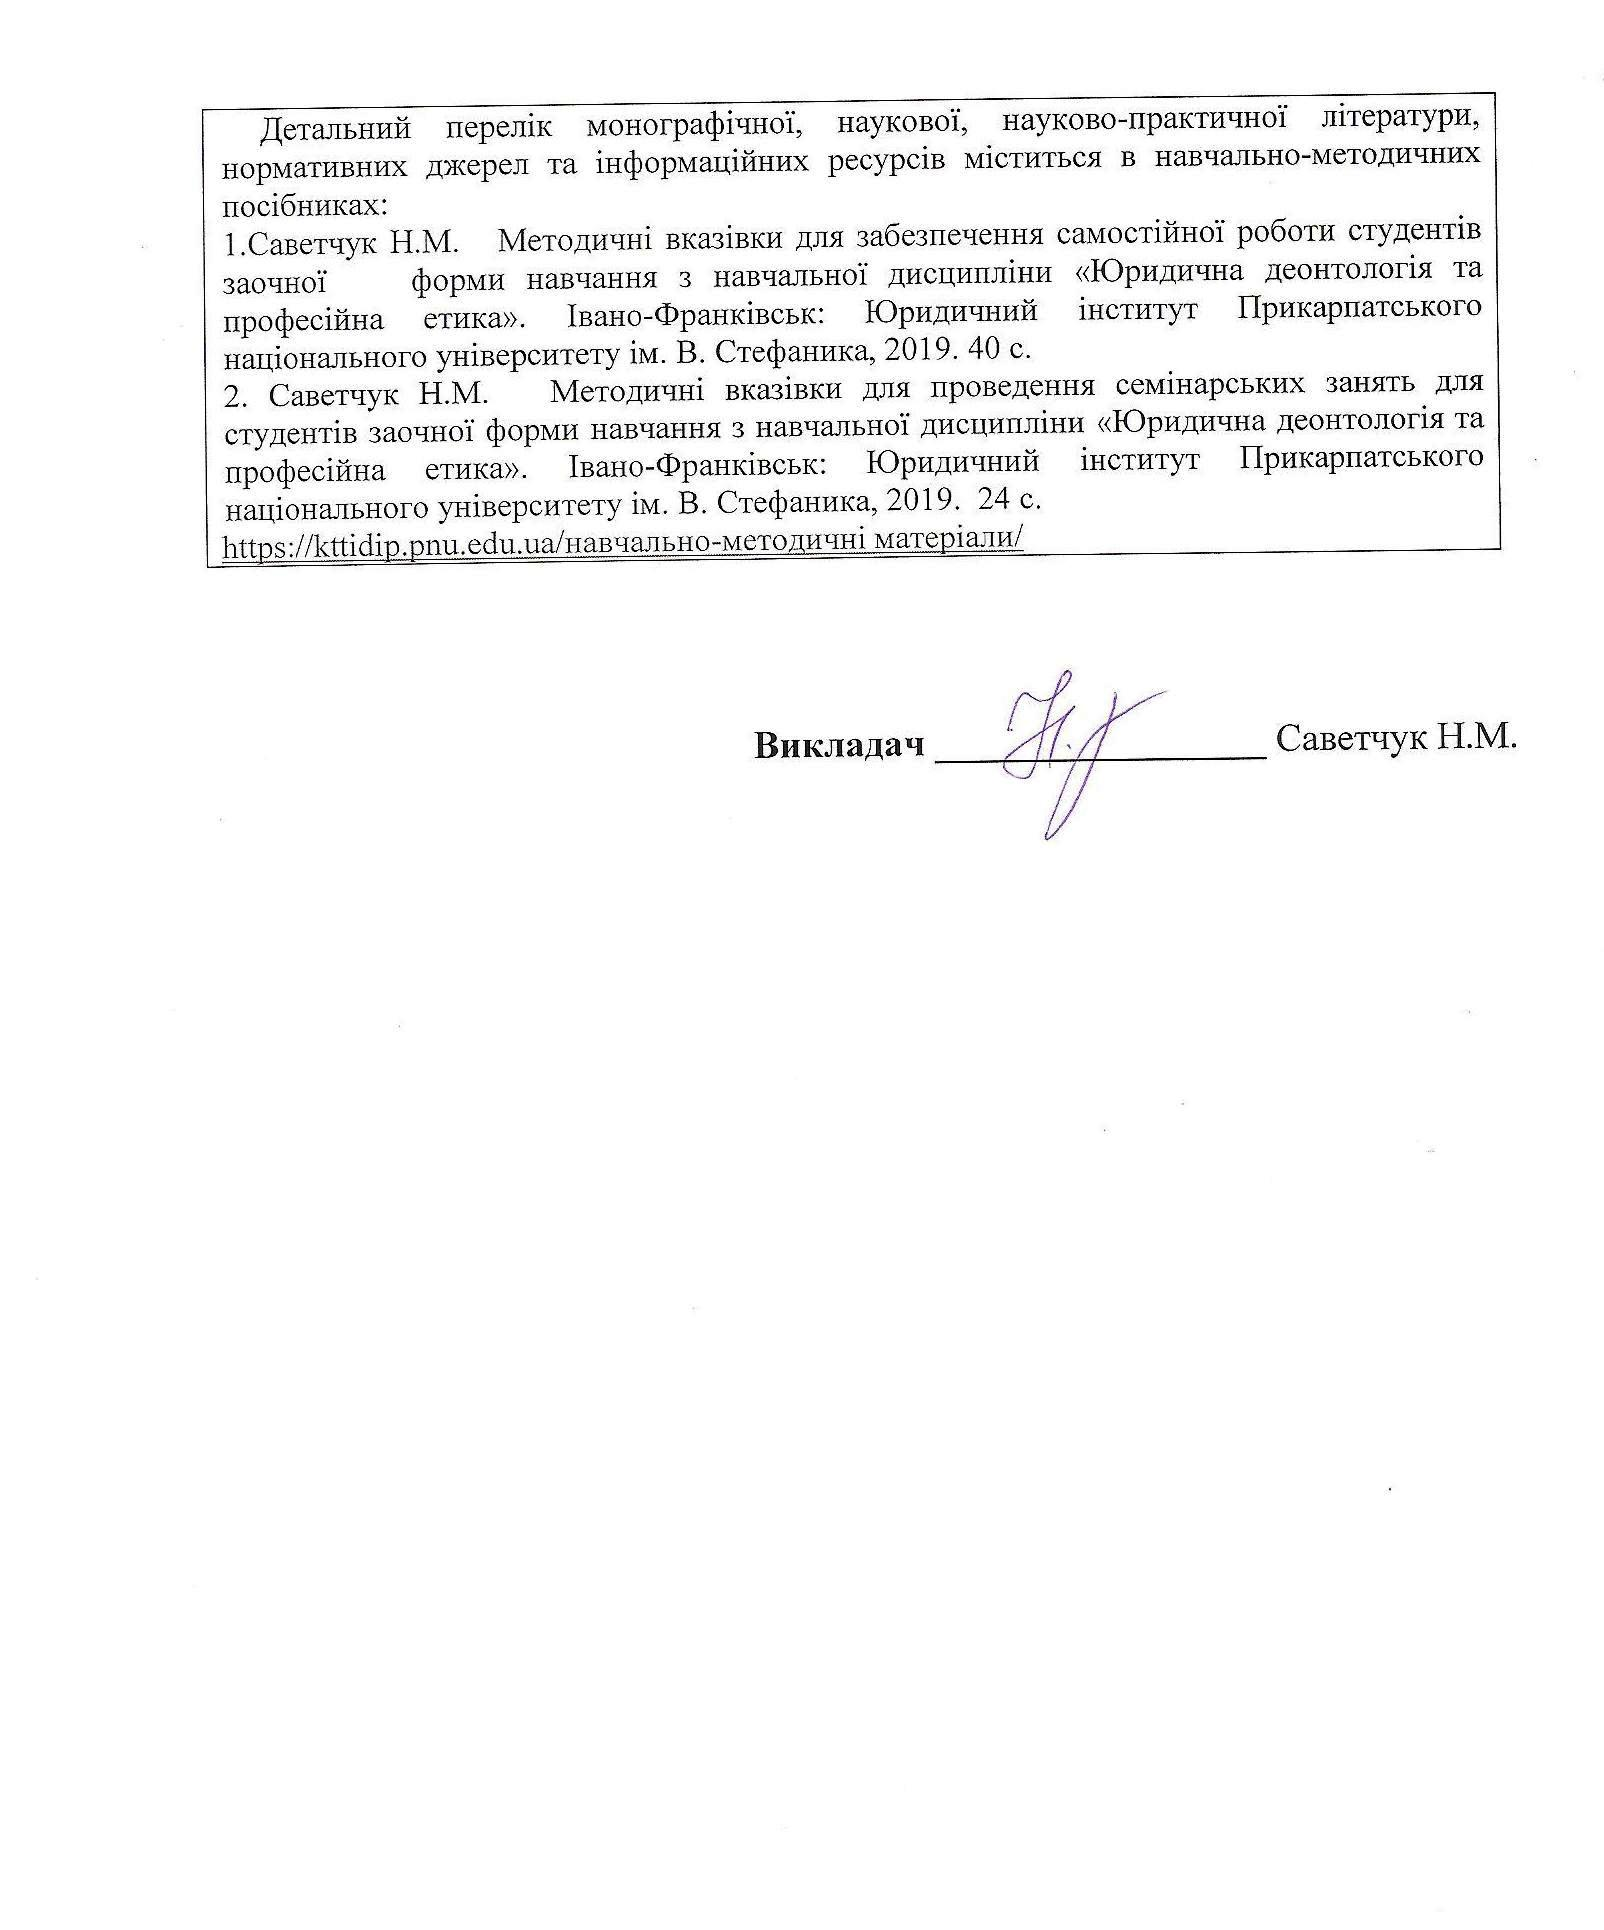 Детальний перелік монографічної, наукової, науково-практичної літератури,
нормативних джерел та інформаційних ресурсів міститься в навчально-методичних
посібниках:
1.Саветчук Н.М. Методичні вказівки для забезпечення самостійної роботи студентів
заочної форми навчання з навчальної дисципліни «Юридична деонтологія та
професійна етика». Івано-Франківськ: Юридичний інститут Прикарпатського
національного університету ім. В. Стефаника, 2019. 40 с.
2. Саветчук Н.М. Методичні вказівки для проведення семінарських занять для
студентів заочної форми навчання з навчальної дисципліни «Юридична деонтологія та
професійна етика». Івано-Франківськ: Юридичний інститут Прикарпатського
національного університету ім. В. Стефаника, 2019. 24 с.
https://kttidip.pnu.edu.ua/навчально-методичні матеріали/
Викладач Саветчук Н.М.